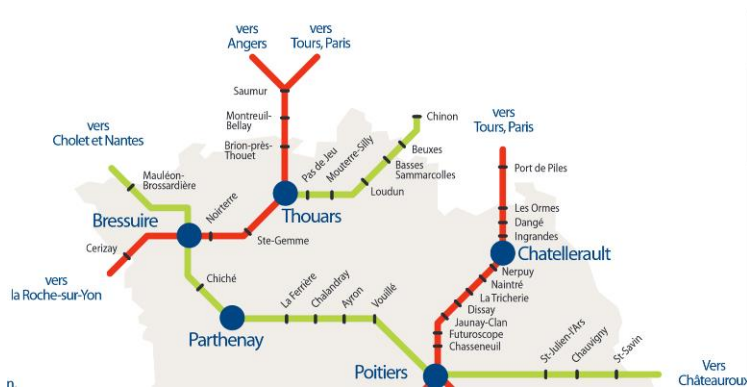 vers
Angers
vers
Tours, Paris
Saumur
Montreuil-
Bellay
Brion-près-
Thouet
Chinon
Beuxes
Basses
Sammarcolles
Loudun
Mouterre-Silly
Pas de Jeu
Thouars
vers
Cholet et Nantes
Mauléon-
Brossardière
Bressuire
Noirterre
Ste-Gemme
Cerizay
vers
la Roche-sur-Yon
Chiché
Parthenay
La Ferrière
Chalandray
Ayron
Vouillé
vers
Tours, Paris
Port de Piles
Les Ormes
Dangé
Ingrandes
Chatellerault
Nerpuy
Naintré
La Tricherie
Dissay
Jaunay-Clan
Futuroscope
Chasseneuil
Poitiers
St-Julien-l'Ars
Chauvigny
St-Savin
Vers
Châteauroux
n.